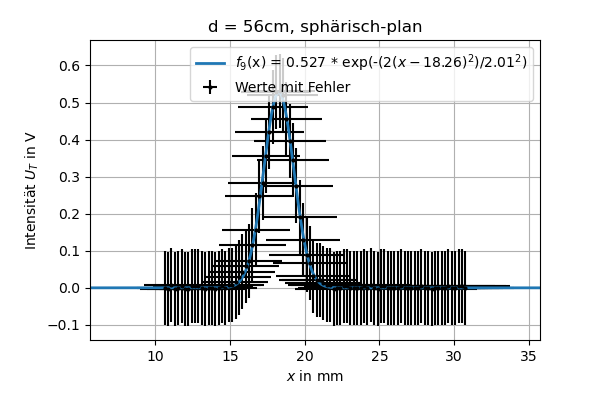 d = 56cm, sphärisch-plan
f₉(x) = 0.527 * exp(-(2(x − 18.26)²)/2.01²)
Werte mit Fehler
Intensität U_T in V
0.6
0.5
0.4
0.3
0.2
0.1
0.0
−0.1
10 15 20 25 30 35
x in mm